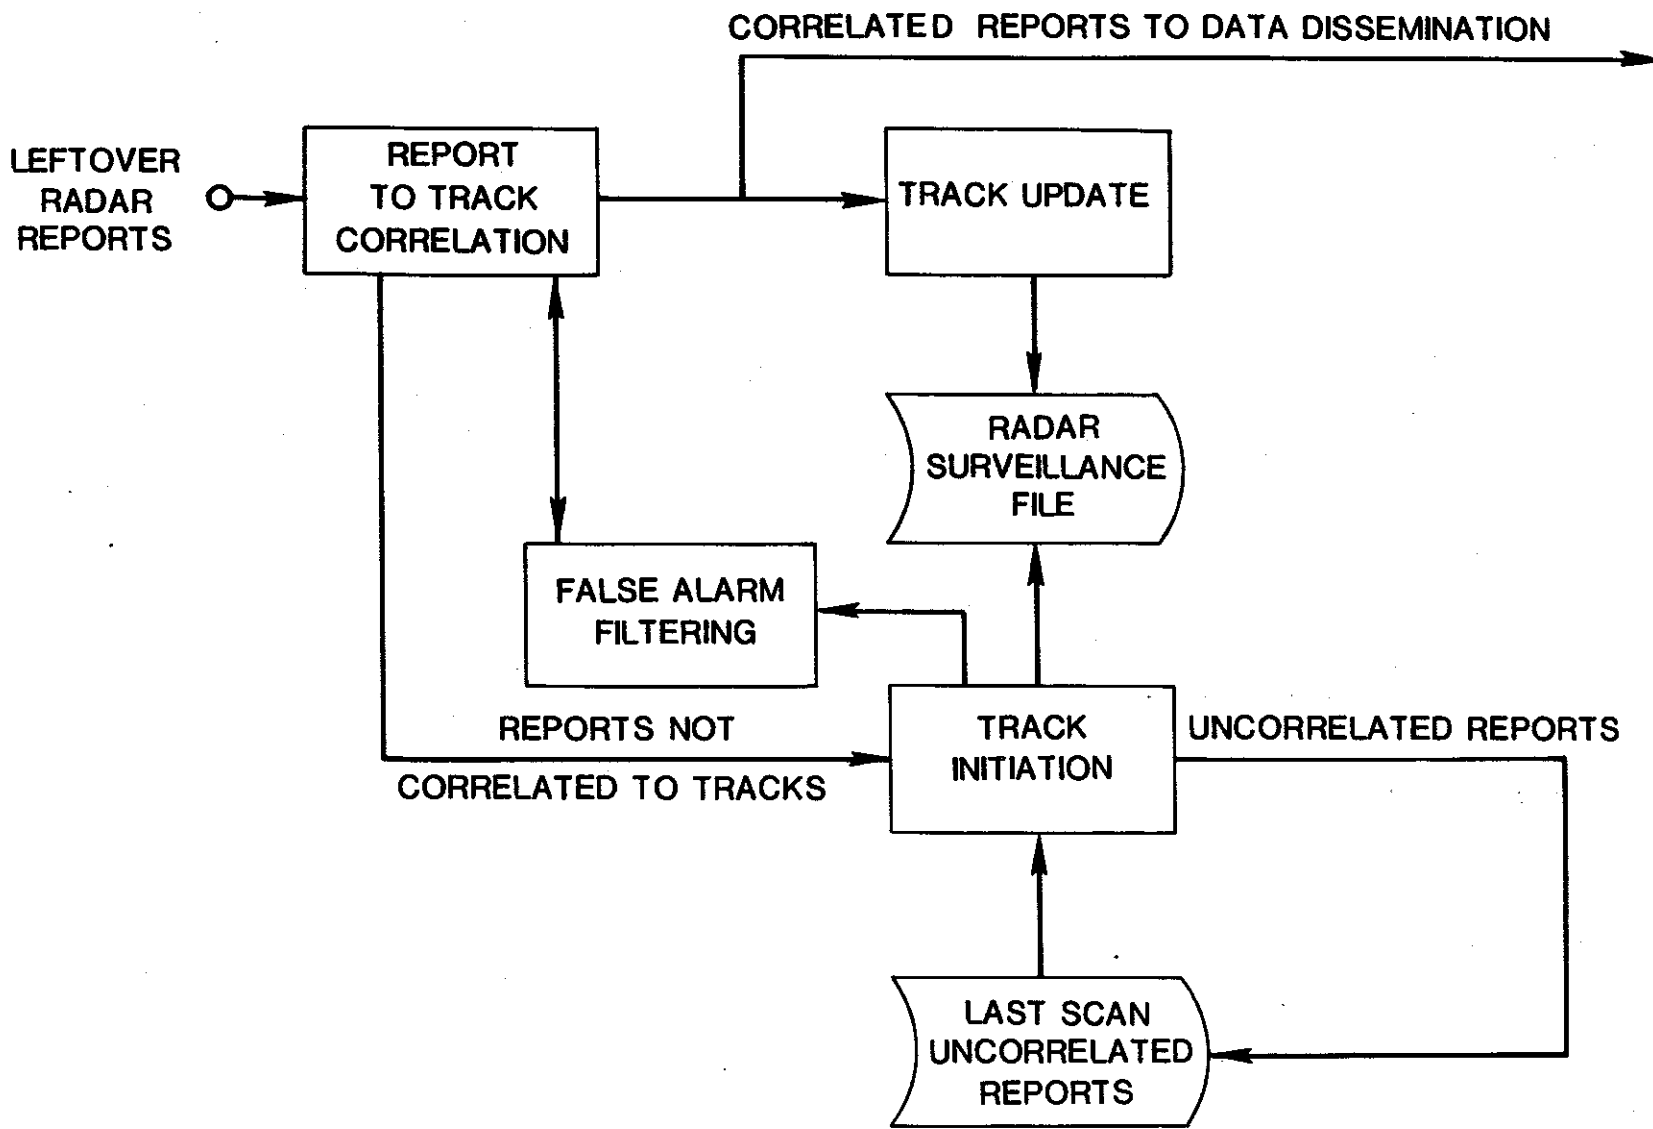 CORRELATED REPORTS TO DATA DISSEMINATION
LEFTOVER
RADAR
REPORTS
REPORT
TO TRACK
CORRELATION
TRACK UPDATE
RADAR
SURVEILLANCE
FILE
FALSE ALARM
FILTERING
REPORTS NOT
CORRELATED TO TRACKS
TRACK
INITIATION
UNCORRELATED REPORTS
LAST SCAN
UNCORRELATED
REPORTS